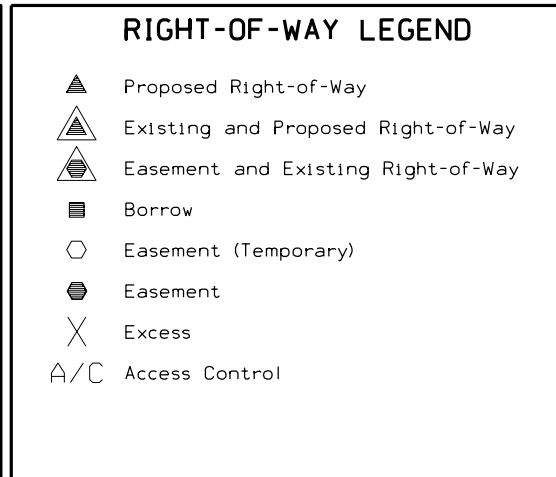 RIGHT-OF-WAY LEGEND
Proposed Right-of-Way
Existing and Proposed Right-of-Way
Easement and Existing Right-of-Way
Borrow
Easement (Temporary)
Easement
X Excess
A/C Access Control